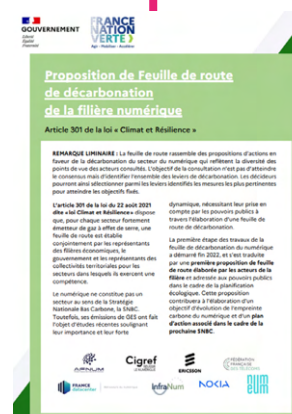 GOUVERNEMENT
Liberté
Égalité
Fraternité
FRANCE
NATION
VERTE
Agir • Mobiliser • Accélérer
Proposition de Feuille de route
de décarbonation
de la filière numérique
Article 301 de la loi « Climat et Résilience »
REMARQUE LIMINAIRE : La feuille de route rassemble des propositions d'actions en
faveur de la décarbonation du secteur du numérique qui reflètent la diversité des
points de vue des acteurs consultés. L'objectif de la consultation n'est pas d'atteindre
le consensus mais d'identifier l'ensemble des leviers de décarbonation. Les décideurs
pourront ainsi sélectionner parmi les leviers identifiés les mesures les plus pertinentes
pour atteindre les objectifs fixés.
L'article 301 de la loi du 22 août 2021
dite «loi Climat et Résilience» dispose
que, pour chaque secteur fortement
émetteur de gaz à effet de serre, une
feuille de route est établie
conjointement par les représentants
des filières économiques, le
gouvernement et les représentants des
collectivités territoriales pour les
secteurs dans lesquels ils exercent une
compétence.
Le numérique ne constitue pas un
secteur au sens de la Stratégie
Nationale Bas Carbone, la SNBC.
Toutefois, ses émissions de GES ont fait
l'objet d'études récentes soulignant
leur importance et leur forte
dynamique, nécessitant leur prise en
compte par les pouvoirs publics à
travers l'élaboration d'une feuille de
route de décarbonation.
La première étape des travaux de la
feuille de décarbonation du numérique
a démarré 2022, et s'est traduite
par une première proposition de feuille
de route élaborée par les acteurs de la
filière et adressée aux pouvoirs publics
dans le cadre de la planification
écologique. Cette proposition
contribuera à l'élaboration d'un
objectif d'évolution de l'empreinte
carbone du numérique et d'un plan
d'action associé dans le cadre de la
prochaine SNBC.
AFNUM
Cigref
ERICSSON
FÉDÉRATION
FRANÇAISE
DES TÉLÉCOMS
FRANCE
DATACENTER
InfraNum
NOKIA
NUM